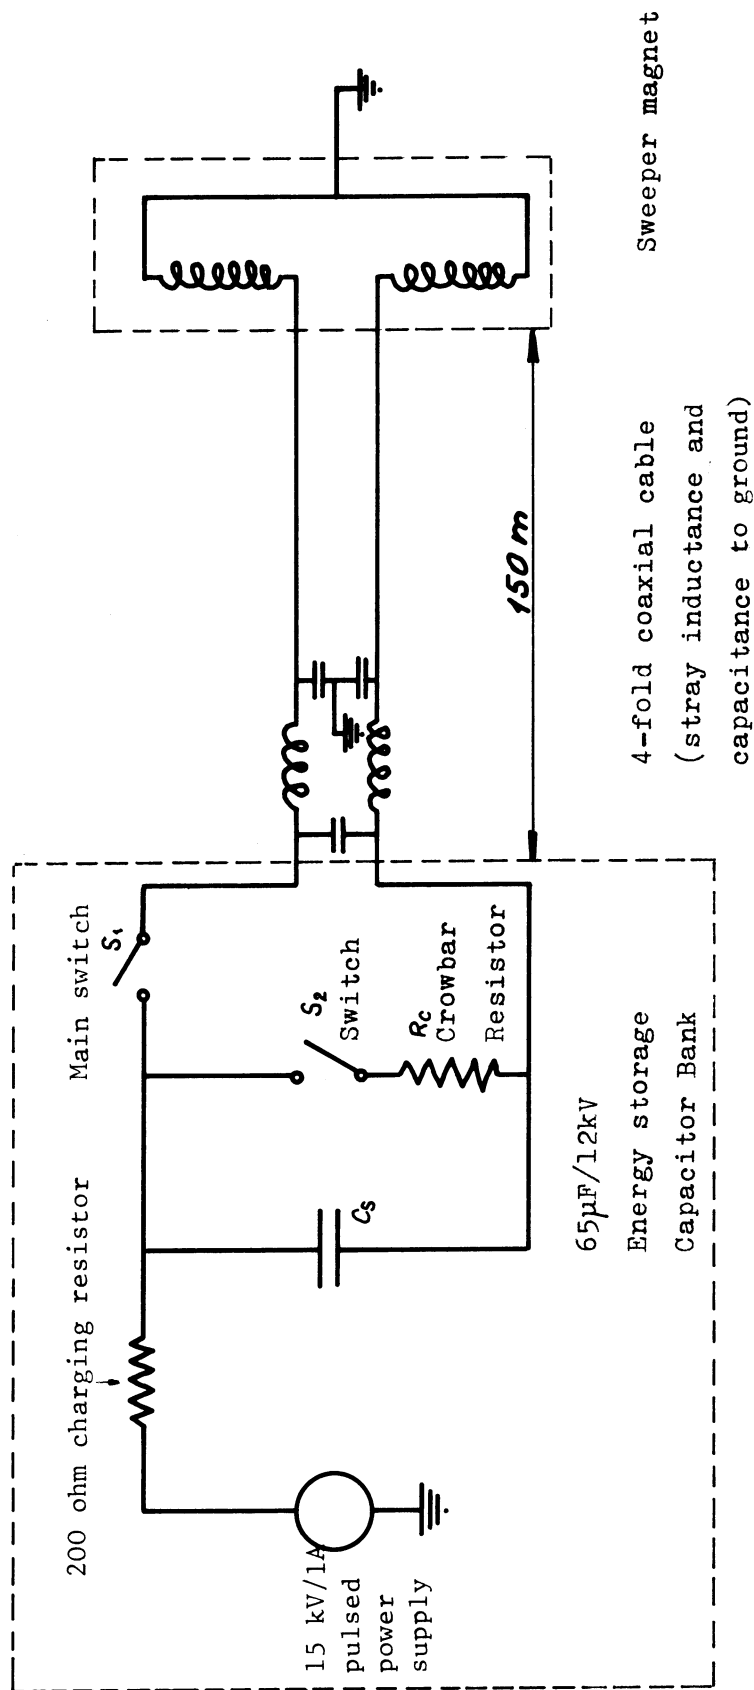 15 kV/1A
pulsed
power
supply
200 ohm charging resistor
Cs
65µF/12kV
Energy storage
Capacitor Bank
Main switch
S₁
S₂
Switch
Rc
Crowbar
Resistor
150 m
4-fold coaxial cable
(stray inductance and
capacitance to ground)
Sweeper magnet